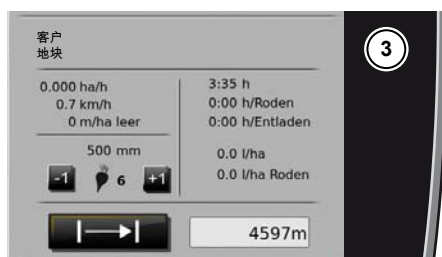 客户
地块
0.000 ha/h
0.7 km/h
0 m/ha leer
3:35 h
0:00 h/Roden
0:00 h/Entladen
500 mm
-1 6 +1
0.0 l/ha
0.0 l/ha Roden
4597m
3